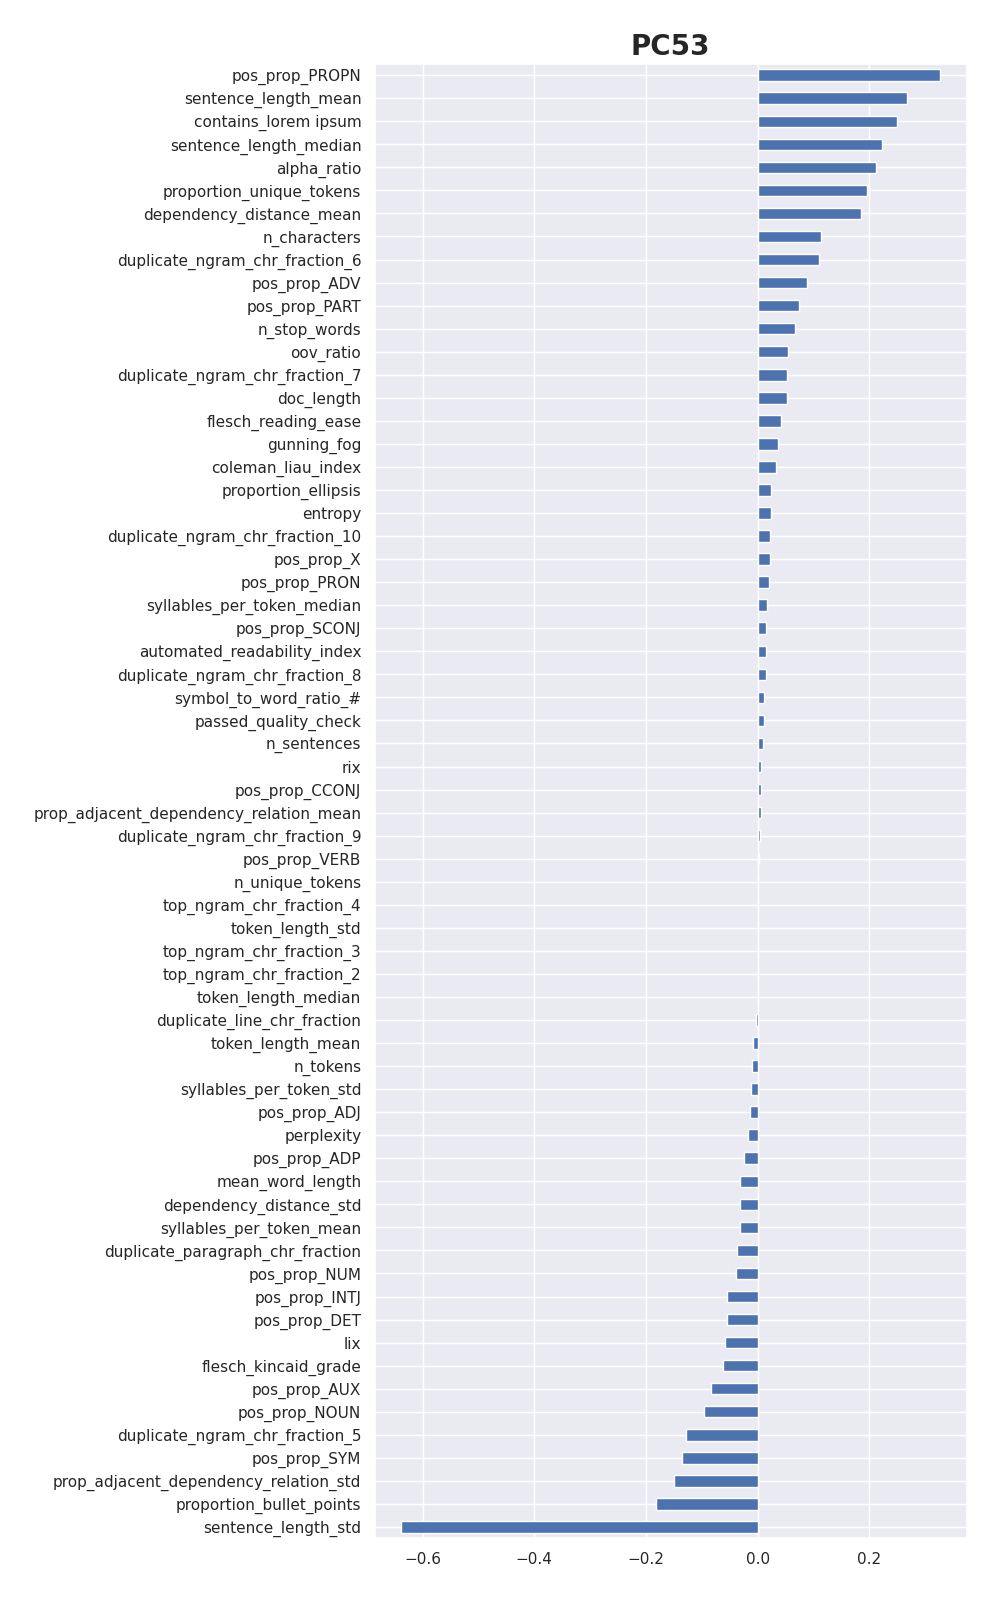 PC53
pos_prop_PROPN
sentence_length_mean
contains_lorem ipsum
sentence_length_median
alpha_ratio
proportion_unique_tokens
dependency_distance_mean
n_characters
duplicate_ngram_chr_fraction_6
pos_prop_ADV
pos_prop_PART
n_stop_words
oov_ratio
duplicate_ngram_chr_fraction_7
doc_length
flesch_reading_ease
gunning_fog
coleman_liau_index
proportion_ellipsis
entropy
duplicate_ngram_chr_fraction_10
pos_prop_X
pos_prop_PRON
syllables_per_token_median
pos_prop_SCONJ
automated_readability_index
duplicate_ngram_chr_fraction_8
symbol_to_word_ratio_#
passed_quality_check
n_sentences
rix
pos_prop_CCONJ
prop_adjacent_dependency_relation_mean
duplicate_ngram_chr_fraction_9
pos_prop_VERB
n_unique_tokens
top_ngram_chr_fraction_4
token_length_std
top_ngram_chr_fraction_3
top_ngram_chr_fraction_2
token_length_median
duplicate_line_chr_fraction
token_length_mean
n_tokens
syllables_per_token_std
pos_prop_ADJ
perplexity
pos_prop_ADP
mean_word_length
dependency_distance_std
syllables_per_token_mean
duplicate_paragraph_chr_fraction
pos_prop_NUM
pos_prop_INTJ
pos_prop_DET
lix
flesch_kincaid_grade
pos_prop_AUX
pos_prop_NOUN
duplicate_ngram_chr_fraction_5
pos_prop_SYM
prop_adjacent_dependency_relation_std
proportion_bullet_points
sentence_length_std
−0.6 −0.4 −0.2 0.0 0.2